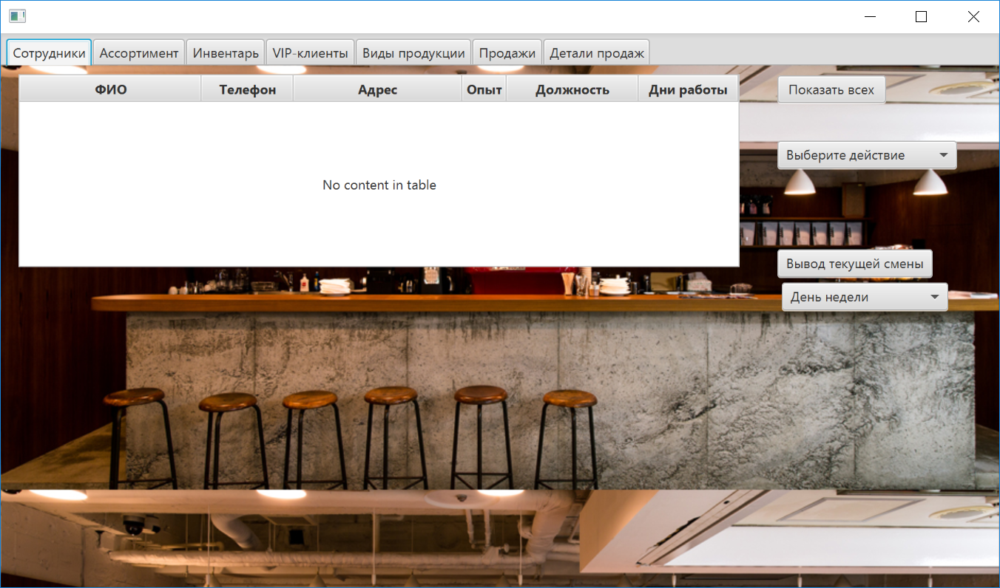 Сотрудники Ассортимент Инвентарь VIP-клиенты Виды продукции Продажи Детали продаж
ФИО Телефон Адрес Опыт Должность Дни работы
No content in table
Показать всех
Выберите действие
Вывод текущей смены
День недели